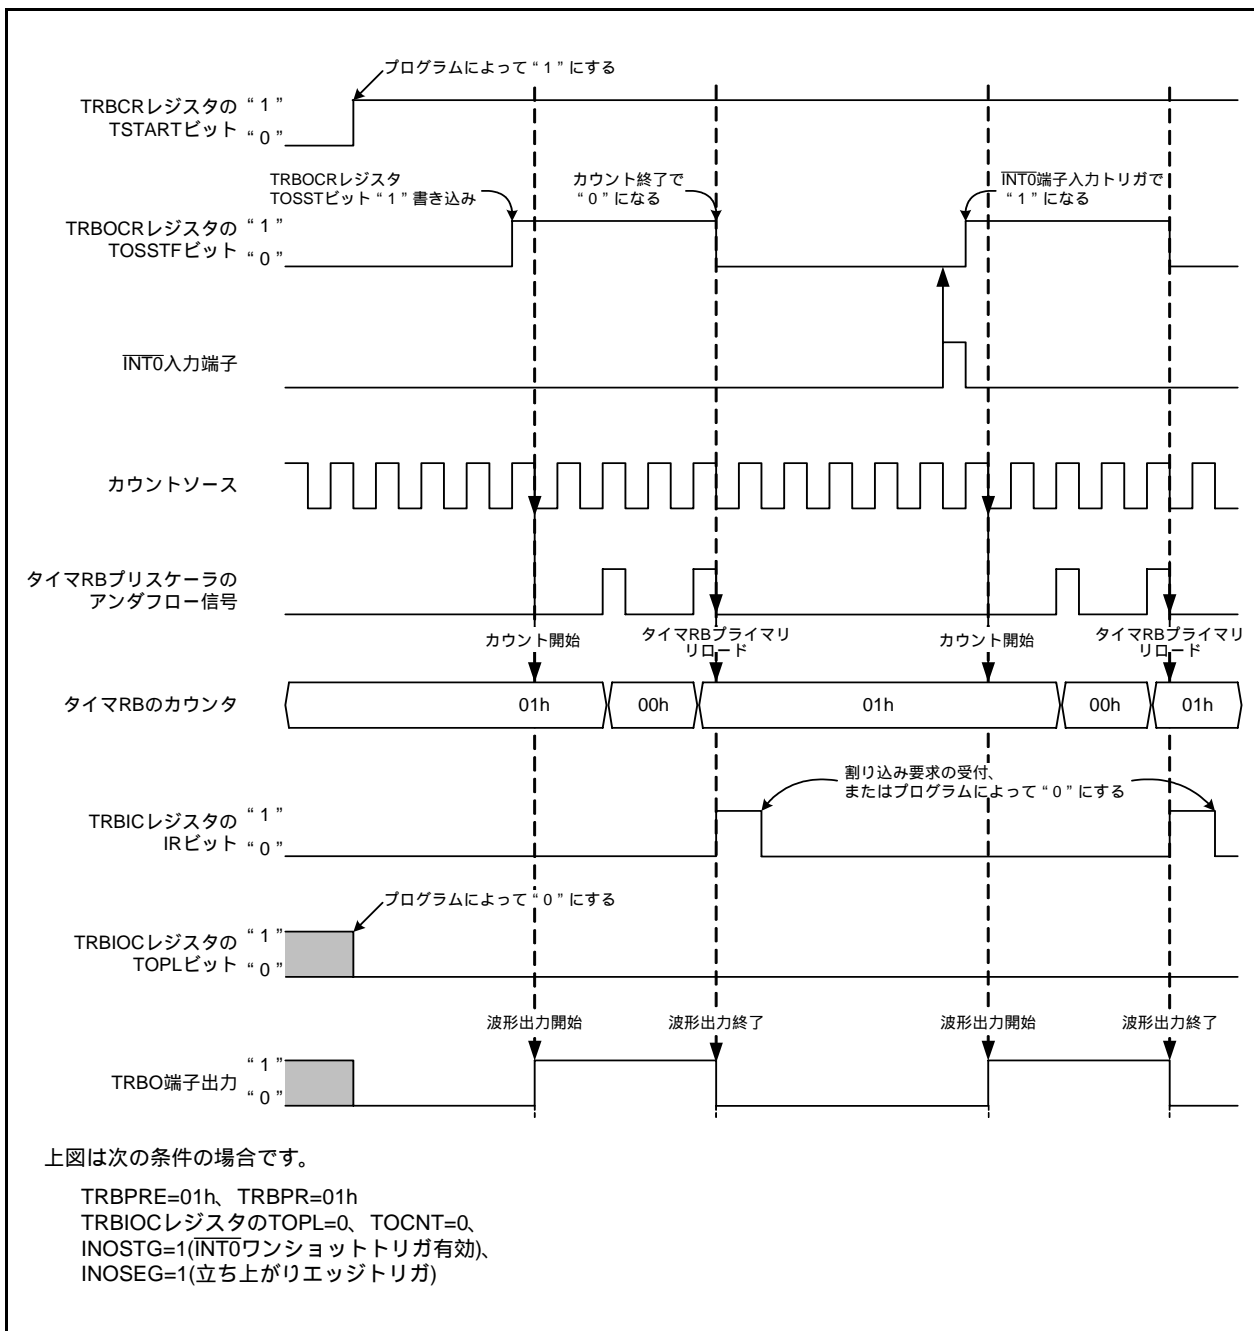 プログラムによって“1”にする
TRBCRレジスタの “1”
TSTARTビット “0”
TRBOCRレジスタ
TOSSTビット“1”書き込み
カウント終了で
“0”になる
INT0端子入力トリガで
“1”になる
TRBOCRレジスタの “1”
TOSSTFビット “0”
INT0入力端子
カウントソース
タイマRBプリスケーラの
アンダフロー信号
カウント開始 タイマRBプライマリ カウント開始 タイマRBプライマリ
リロード リロード
タイマRBのカウンタ 01h 00h 01h 00h 01h
割り込み要求の受付、
またはプログラムによって“0”にする
TRBICレジスタの “1”
IRビット “0”
プログラムによって“0”にする
TRBIOCレジスタの “1”
TOPLビット “0”
波形出力開始 波形出力終了 波形出力開始 波形出力終了
“1”
TRBO端子出力
“0”
上図は次の条件の場合です。
TRBPRE=01h、TRBPR=01h
TRBIOCレジスタのTOPL=0、TOCNT=0、
INOSTG=1(INT0ワンショットトリガ有効)、
INOSEG=1(立ち上がりエッジトリガ)